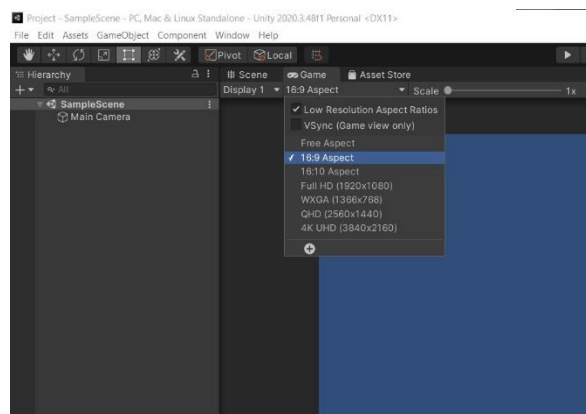 Project - SampleScene - PC, Mac & Linux Standalone - Unity 2020.3.48f1 Personal <DX11>
File Edit Assets GameObject Component Window Help
Pivot Local
Hierarchy Scene Game Asset Store
All Display 1 16:9 Aspect Scale 1x
SampleScene
Main Camera
Low Resolution Aspect Ratios
VSync (Game view only)
Free Aspect
16:9 Aspect
16:10 Aspect
Full HD (1920x1080)
WXGA (1366x768)
QHD (2560x1440)
4K UHD (3840x2160)